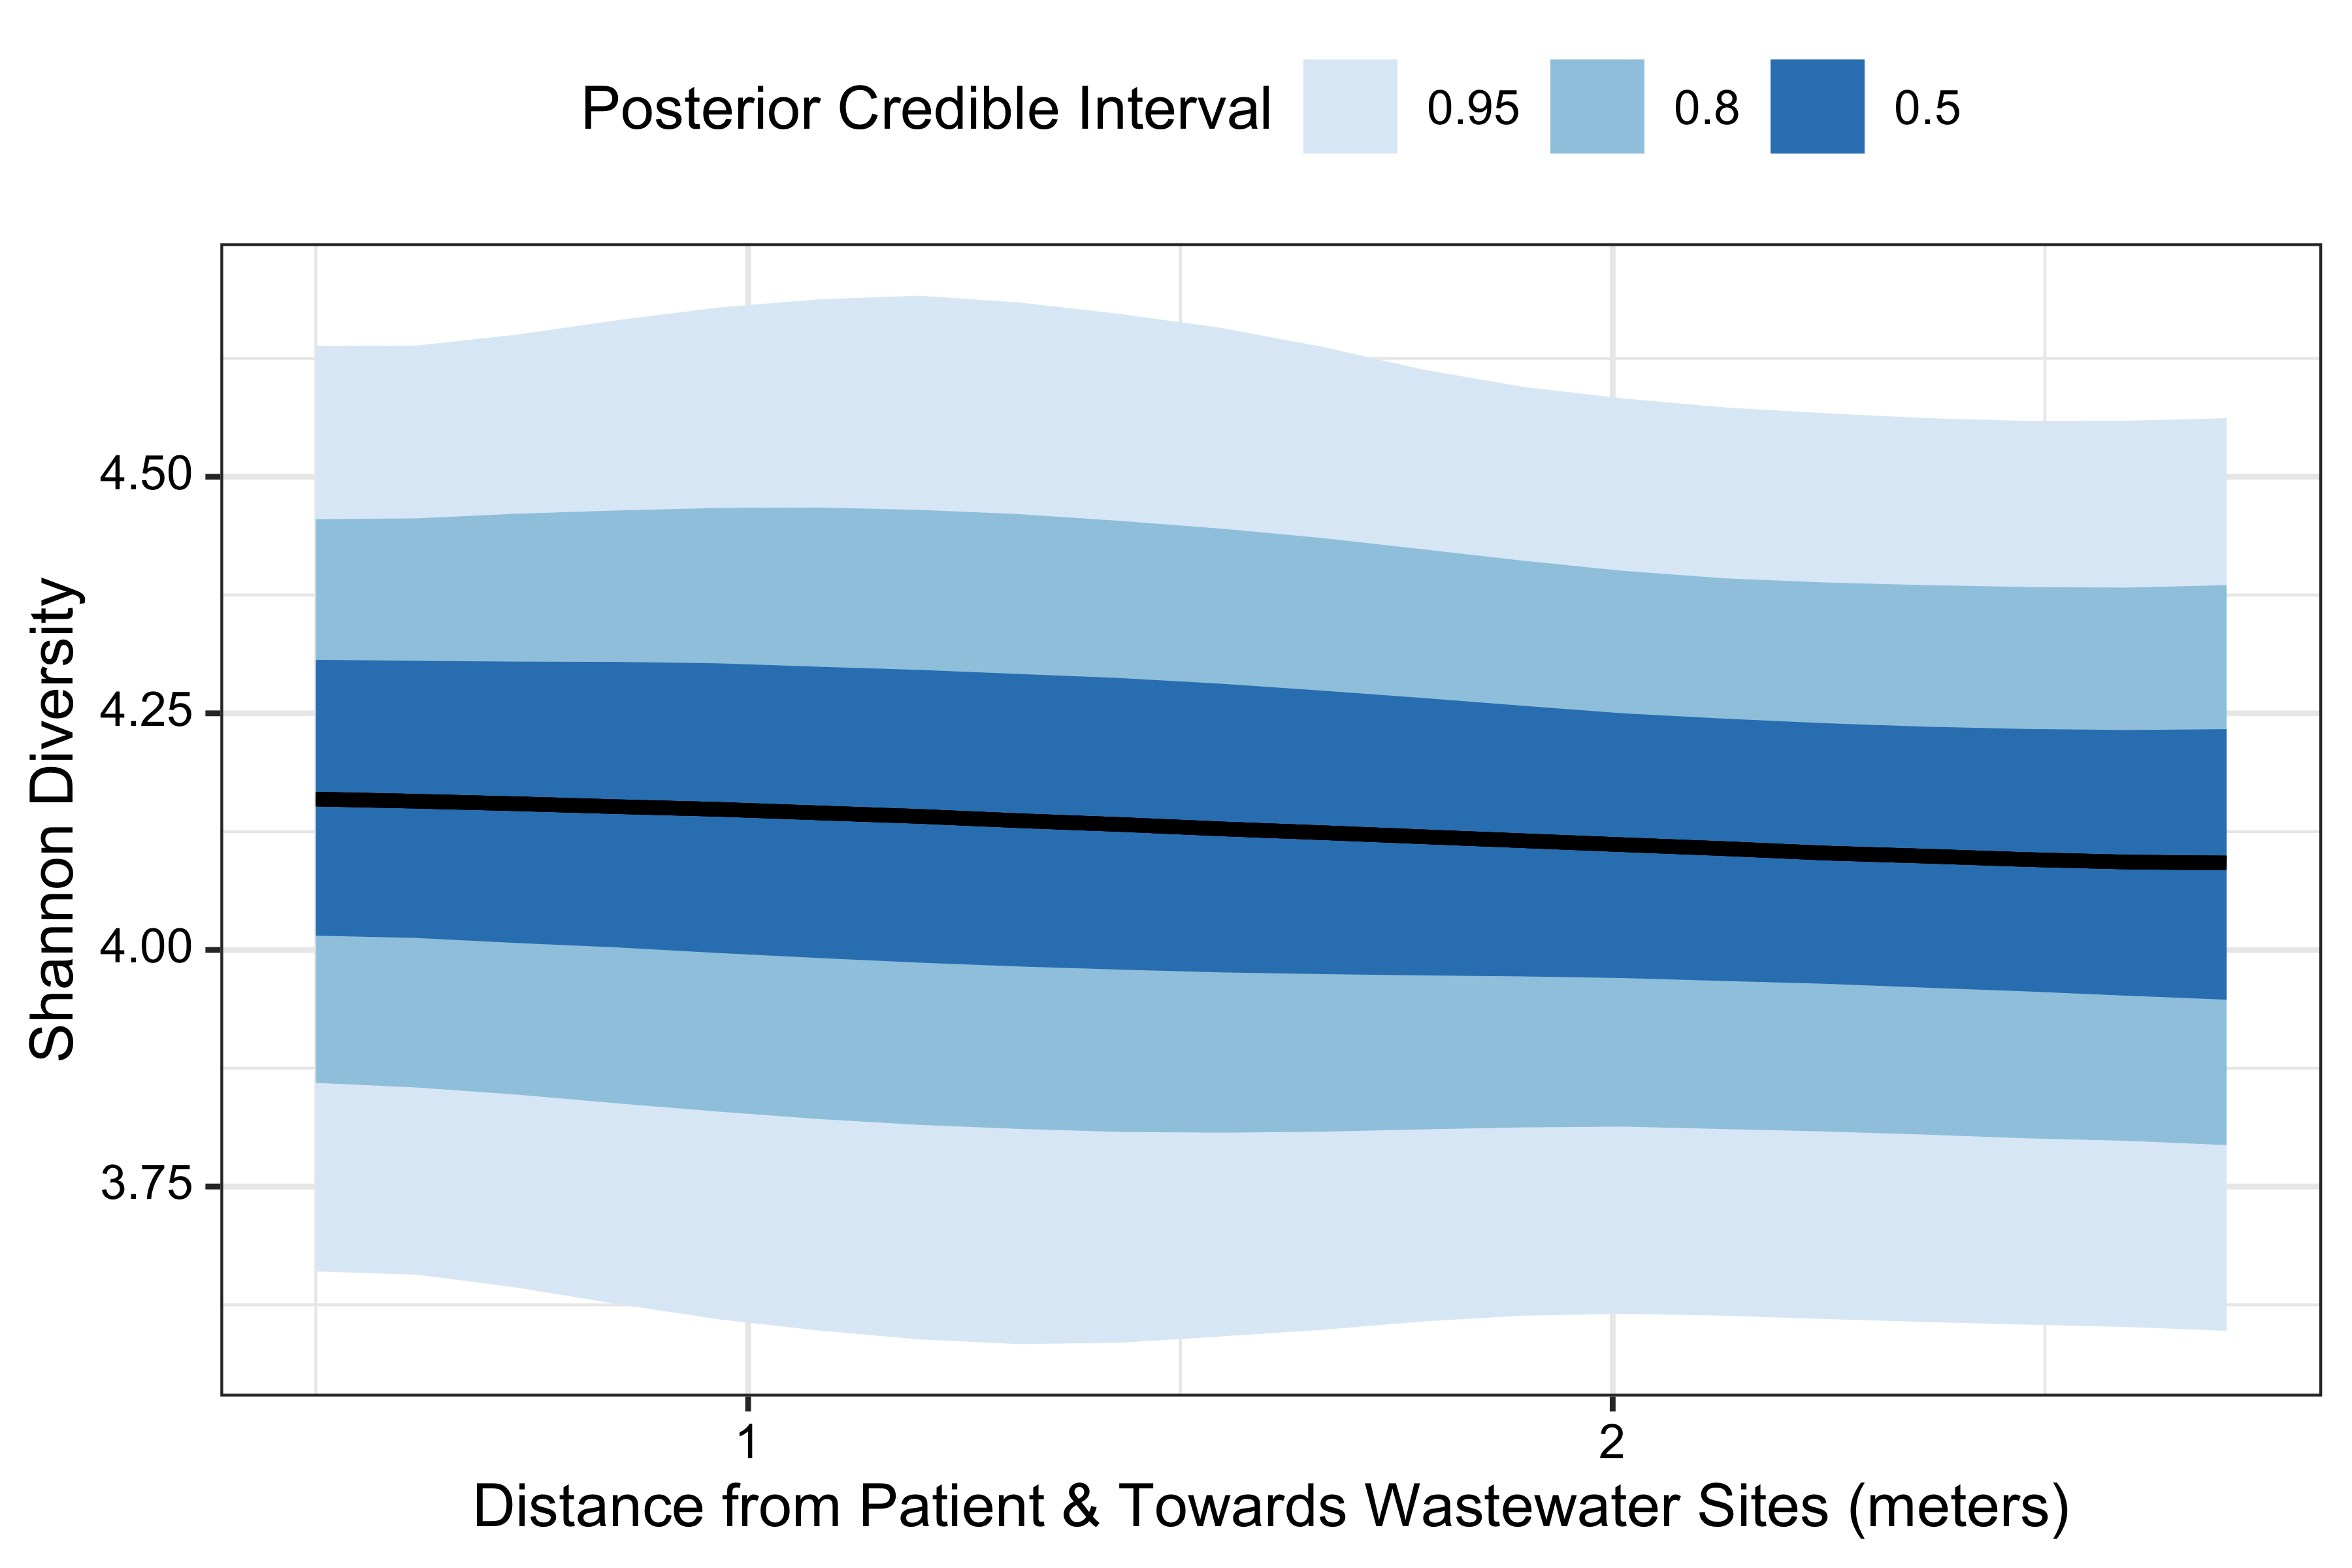 Posterior Credible Interval 0.95 0.8 0.5
4.50
4.25
4.00
3.75
Shannon Diversity
1 2
Distance from Patient & Towards Wastewater Sites (meters)